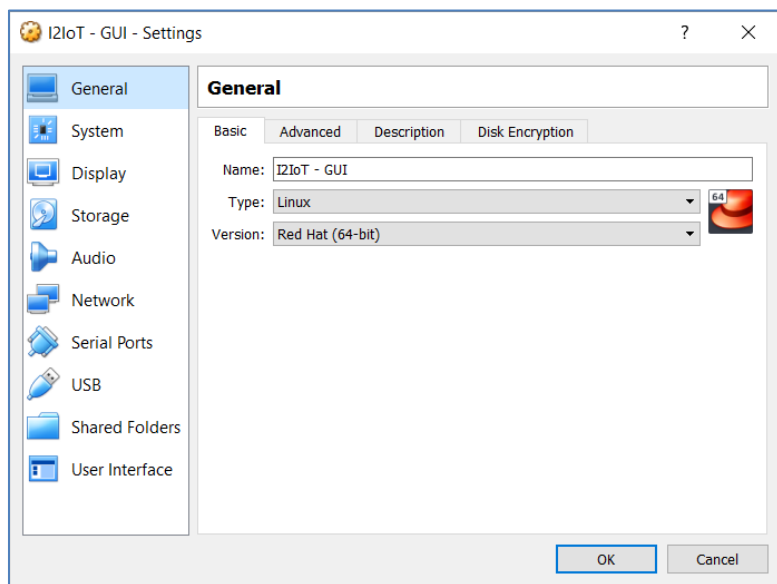 I2IoT - GUI - Settings
?
General
System
Display
Storage
Audio
Network
Serial Ports
USB
Shared Folders
User Interface
General
Basic Advanced Description Disk Encryption
Name: I2IoT - GUI
Type: Linux
64
Version: Red Hat (64-bit)
OK Cancel